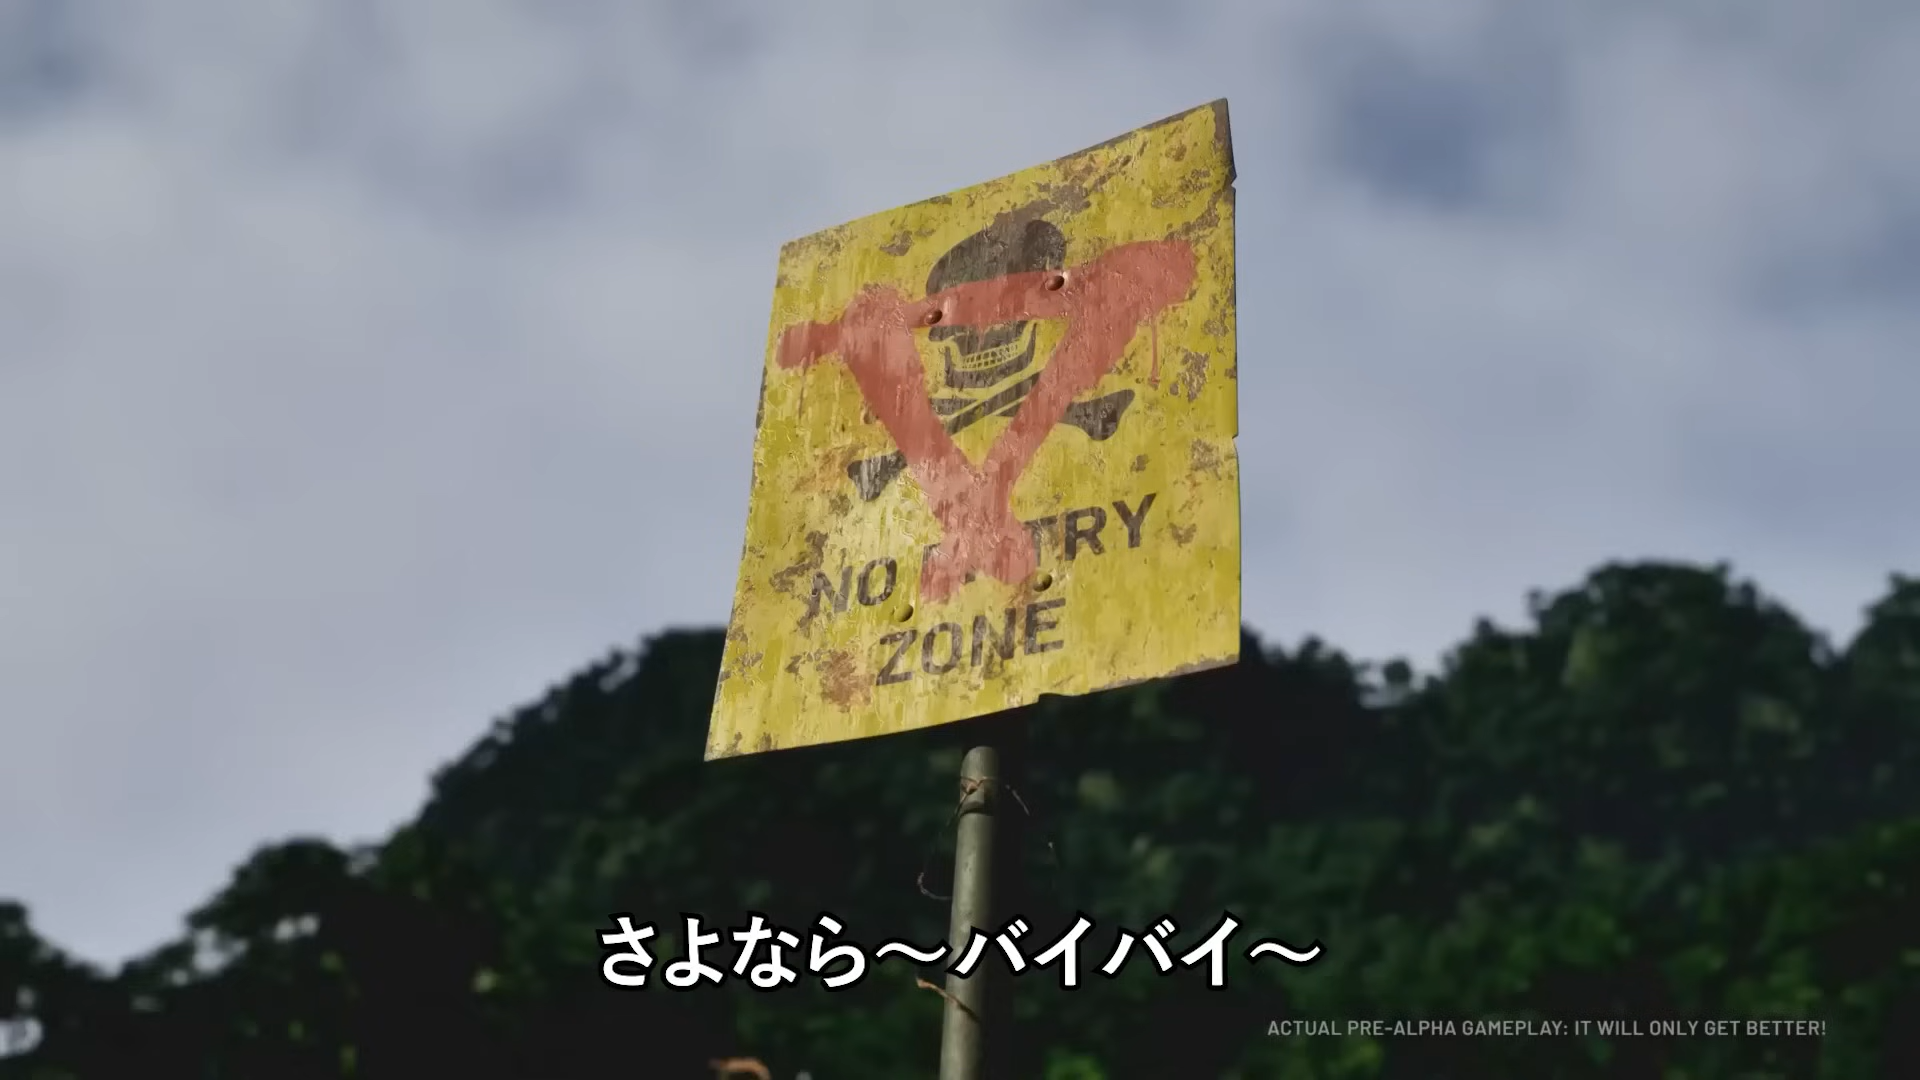 NO ENTRY
ZONE
さよなら〜バイバイ〜
ACTUAL PRE-ALPHA GAMEPLAY: IT WILL ONLY GET BETTER!